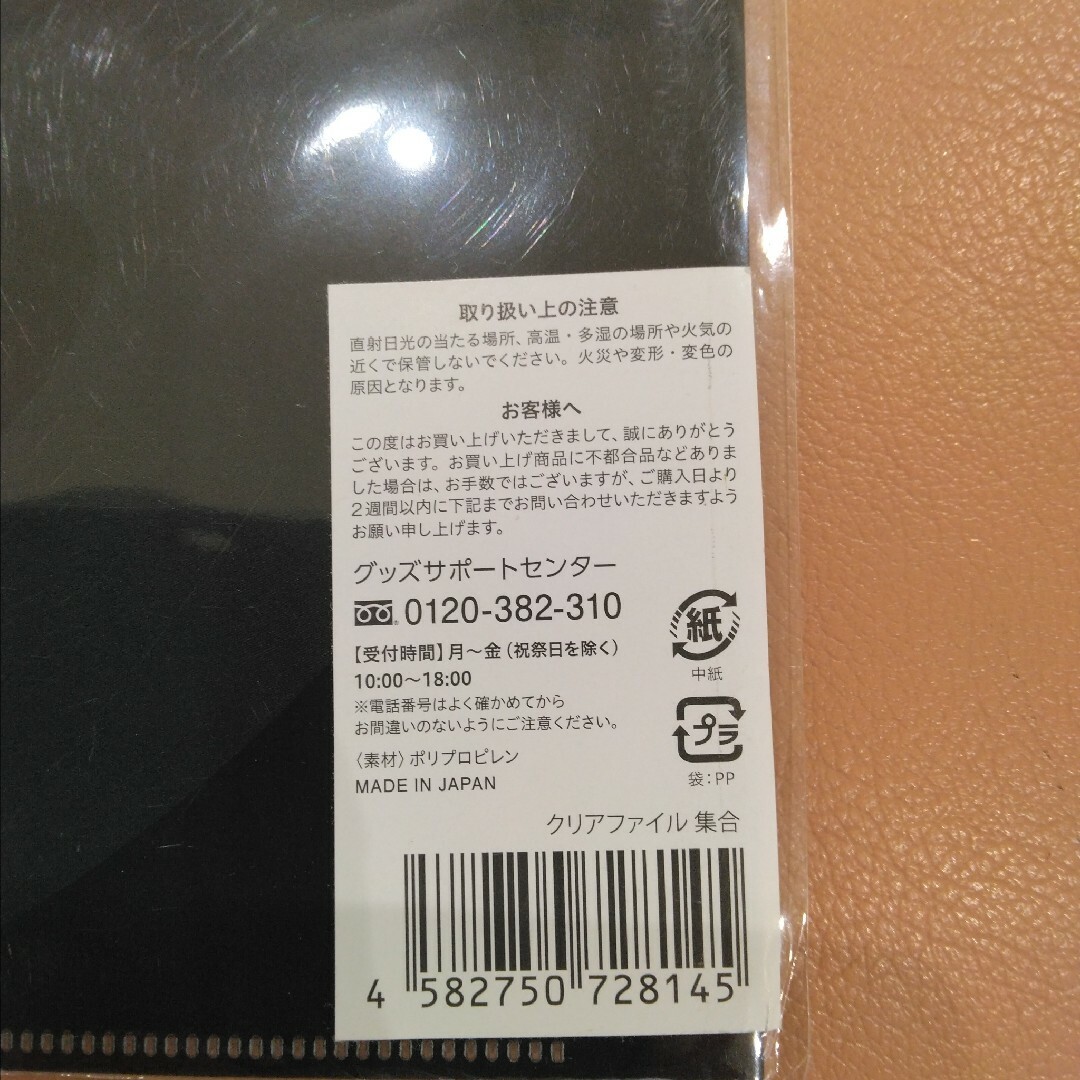 取り扱い上の注意
直射日光の当たる場所、高温・多湿の場所や火気の
近くで保管しないでください。火災や変形・変色の
原因となります。
お客様へ
この度はお買い上げいただきまして、誠にありがとう
ございます。お買い上げ商品に不都合品などありま
した場合は、お手数ではございますが、ご購入日より
2週間以内に下記までお問い合わせいただきますよう
お願い申し上げます。
グッズサポートセンター
0120-382-310
【受付時間】月～金（祝祭日を除く）
10:00～18:00
※電話番号はよく確かめてから
お間違いのないようにご注意ください。
〈素材〉ポリプロピレン
MADE IN JAPAN
紙
中紙
プラ
袋：PP
クリアファイル 集合
4 582750 728145